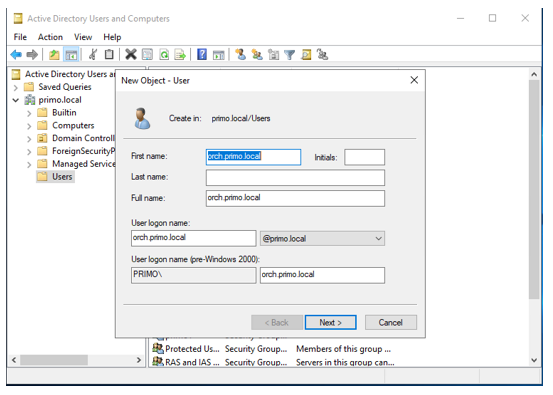 Active Directory Users and Computers
File Action View Help
Active Directory Users a
Saved Queries
primo.local
Builtin
Computers
Domain Controll
ForeignSecurityP
Managed Service
Users
New Object - User
Create in: primo.local/Users
First name: orch.primo.local Initials:
Last name:
Full name: orch.primo.local
User logon name:
orch.primo.local @primo.local
User logon name (pre-Windows 2000):
PRIMO\ orch.primo.local
< Back Next > Cancel
Protected Us... Security Group... Members of this group ...
RAS and IAS ... Security Group... Servers in this group can...